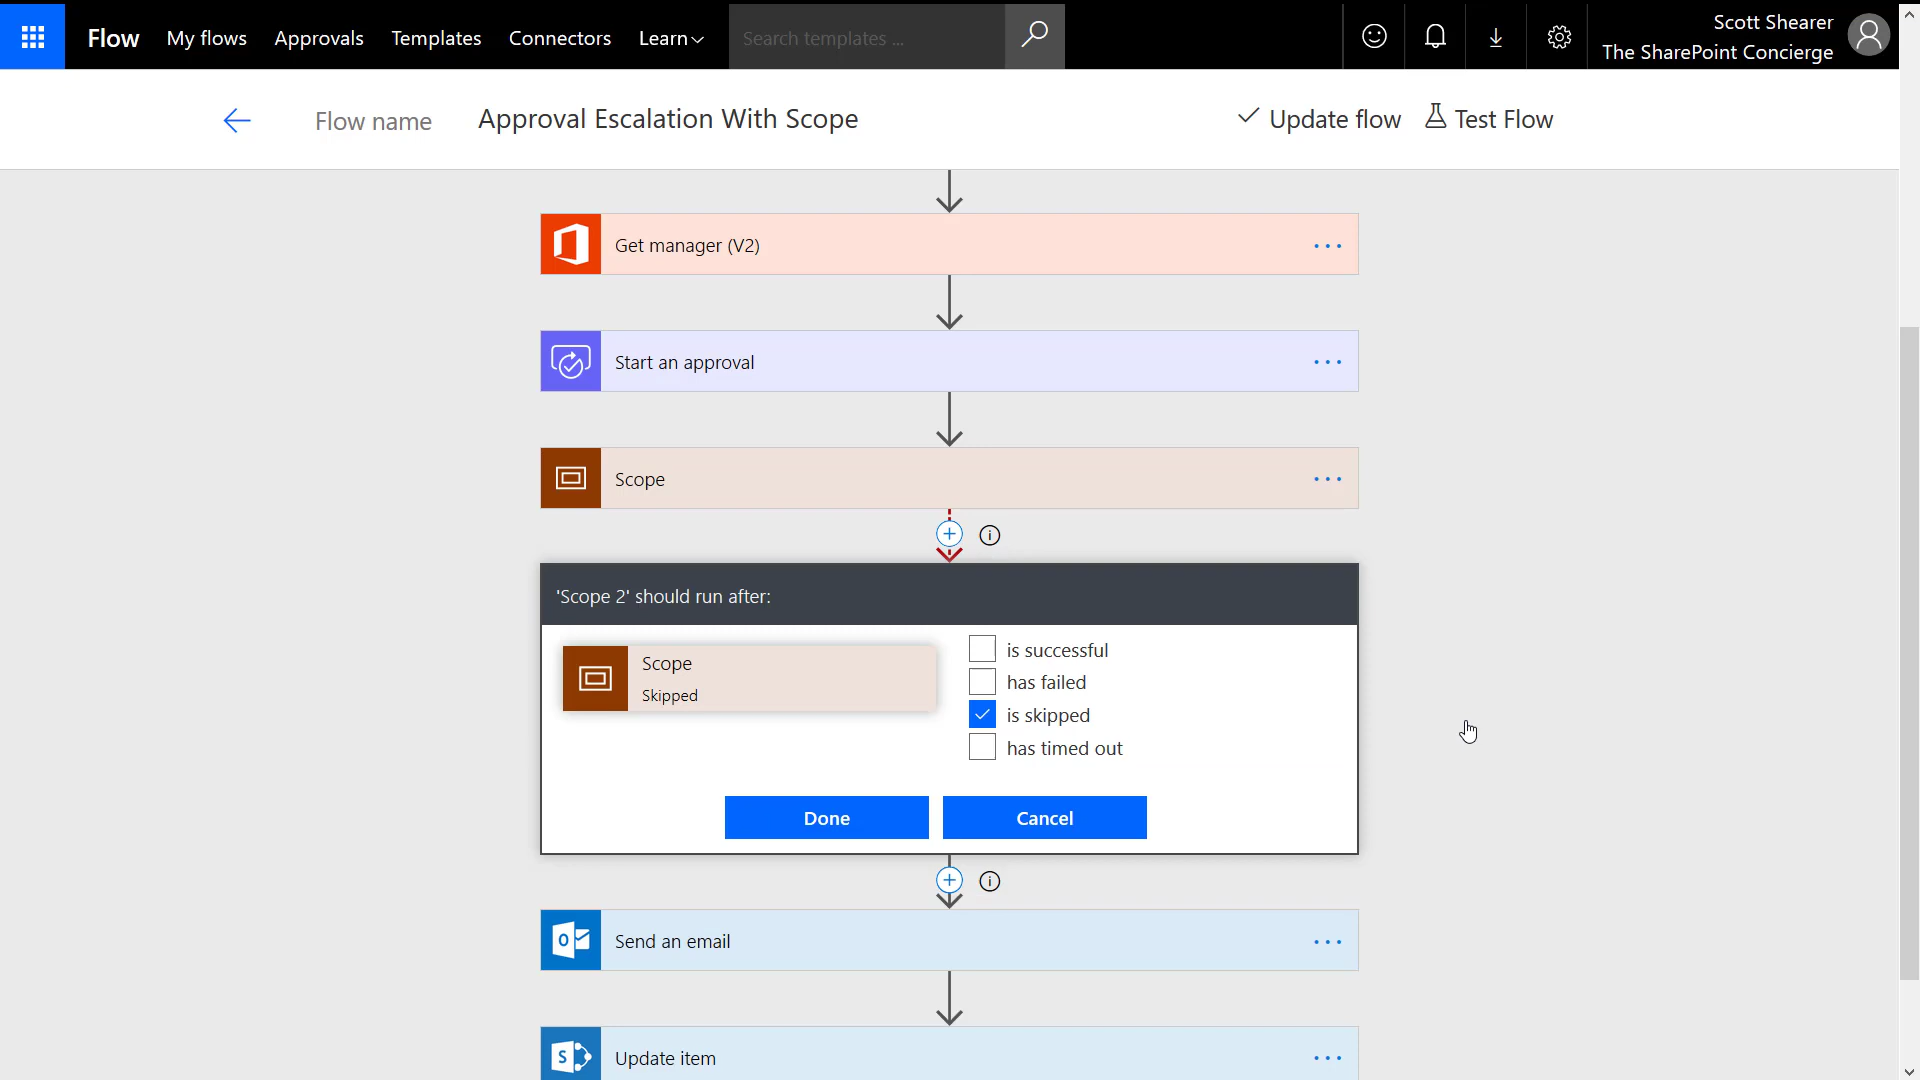 Flow
My flows
Approvals
Templates
Connectors
Learn
Search templates ...
Scott Shearer
The SharePoint Concierge
Flow name
Approval Escalation With Scope
Update flow
Test Flow
Get manager (V2)
Start an approval
Scope
'Scope 2' should run after:
Scope
Skipped
is successful
has failed
is skipped
has timed out
Done
Cancel
Send an email
Update item